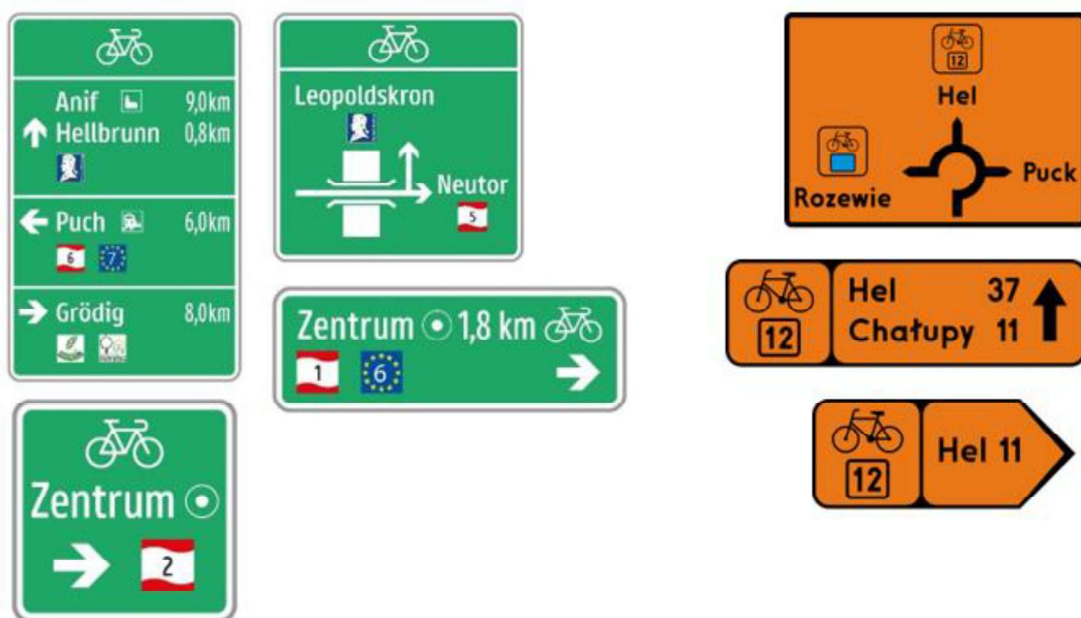 Anif 9,0km
Hellbrunn 0,8km
Puch 6,0km
6 7
Grödig 8,0km
Leopoldskron
Neutor
5
Zentrum 1,8 km
1 6
Zentrum
2
12
Hel
Rozewie
Puck
Hel 37
Chałupy 11
12
Hel 11
12